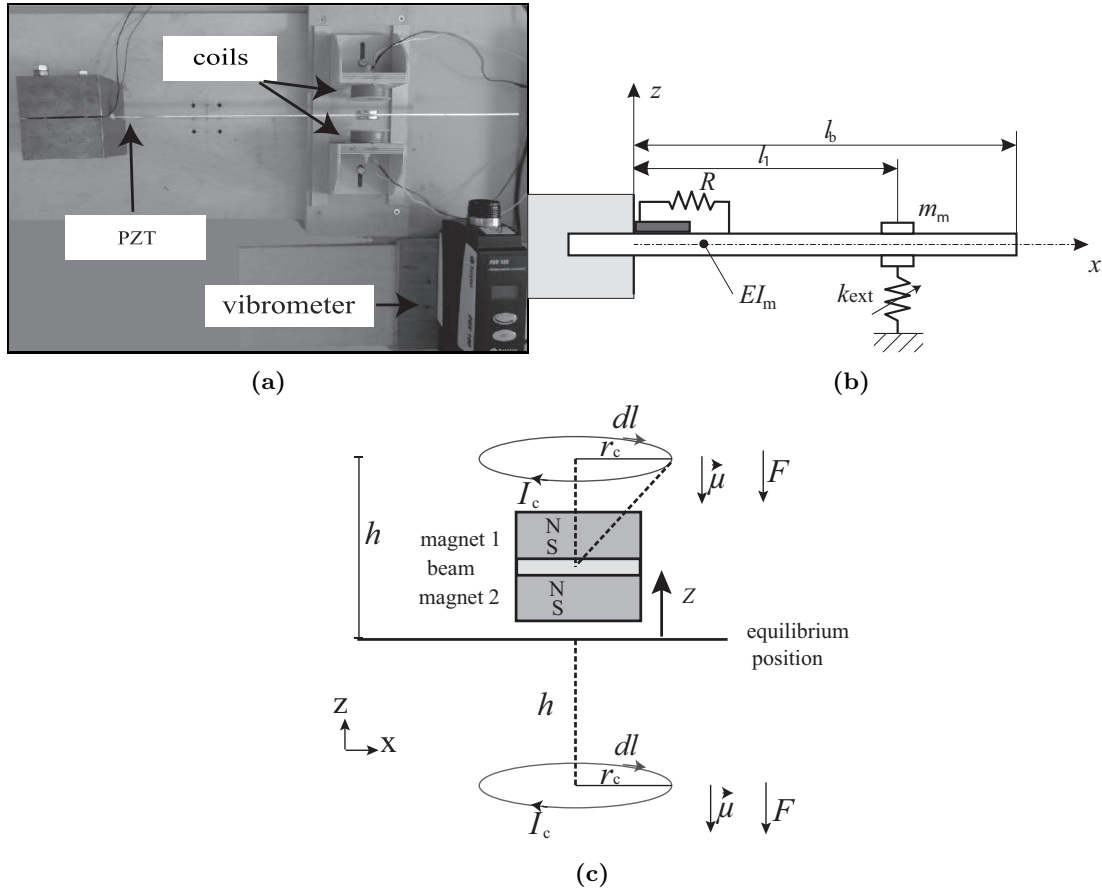 coils
PZT
vibrometer
(a)
z
l_b
l_1
R
m_m
x
EI_m
k_ext
(b)
dl
r_c
I_c
μ
F
h
N
S
magnet 1
beam
magnet 2
N
S
Z
equilibrium
position
h
z
x
dl
r_c
I_c
μ
F
(c)